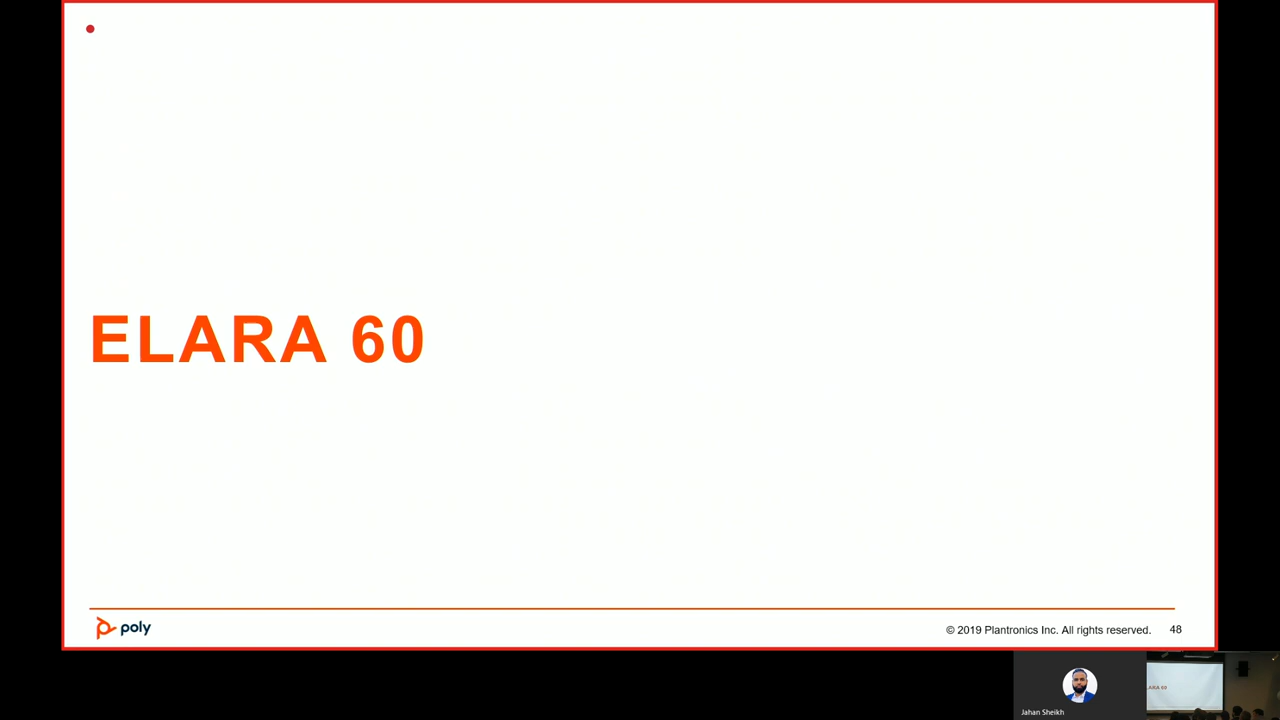 ELARA 60
poly
© 2019 Plantronics Inc. All rights reserved. 48
Jahan Sheikh